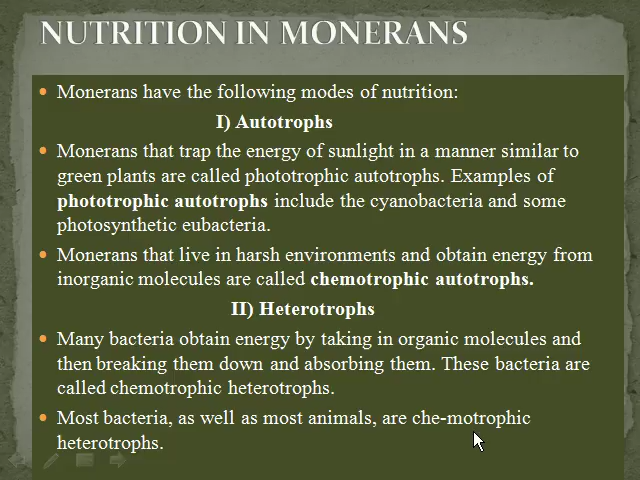 NUTRITION IN MONERANS
• Monerans have the following modes of nutrition:
I) Autotrophs
• Monerans that trap the energy of sunlight in a manner similar to
green plants are called phototrophic autotrophs. Examples of
phototrophic autotrophs include the cyanobacteria and some
photosynthetic eubacteria.
• Monerans that live in harsh environments and obtain energy from
inorganic molecules are called chemotrophic autotrophs.
II) Heterotrophs
• Many bacteria obtain energy by taking in organic molecules and
then breaking them down and absorbing them. These bacteria are
called chemotrophic heterotrophs.
• Most bacteria, as well as most animals, are che-motrophic
heterotrophs.